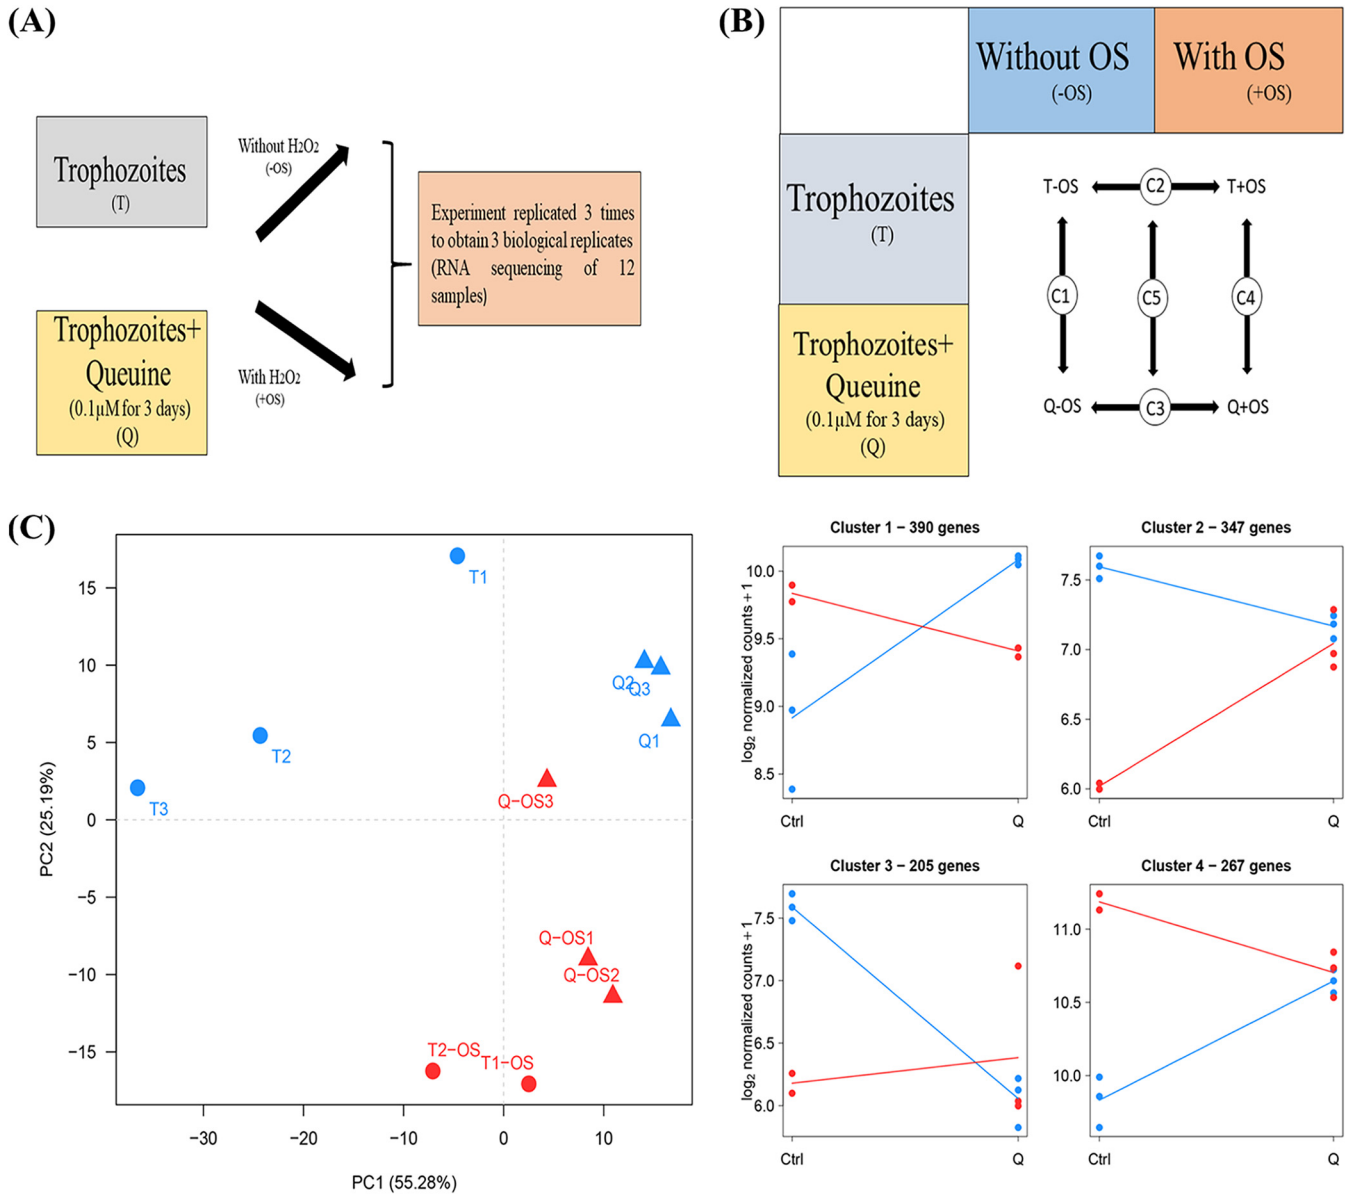 (A)
Trophozoites
(T)
Without H₂O₂
(-OS)
Trophozoites+
Queuine
(0.1µM for 3 days)
(Q)
With H₂O₂
(+OS)
Experiment replicated 3 times
to obtain 3 biological replicates
(RNA sequencing of 12
samples)
(B)
Without OS
(-OS)
With OS
(+OS)
Trophozoites
(T)
Trophozoites+
Queuine
(0.1µM for 3 days)
(Q)
T-OS
C2
T+OS
C1
C5
C4
Q-OS
C3
Q+OS
(C)
PC2 (25.19%)
15
10
5
0
−5
−10
−15
T1
Q2
Q3
Q1
T2
T3
Q−OS3
Q−OS1
Q−OS2
T2−OS
T1−OS
−30
−20
−10
0
10
PC1 (55.28%)
Cluster 1 − 390 genes
log₂ normalized counts + 1
10.0
9.5
9.0
8.5
Ctrl
Q
Cluster 2 − 347 genes
7.5
7.0
6.5
6.0
Ctrl
Q
Cluster 3 − 205 genes
log₂ normalized counts + 1
7.5
7.0
6.5
6.0
Ctrl
Q
Cluster 4 − 267 genes
11.0
10.5
10.0
Ctrl
Q